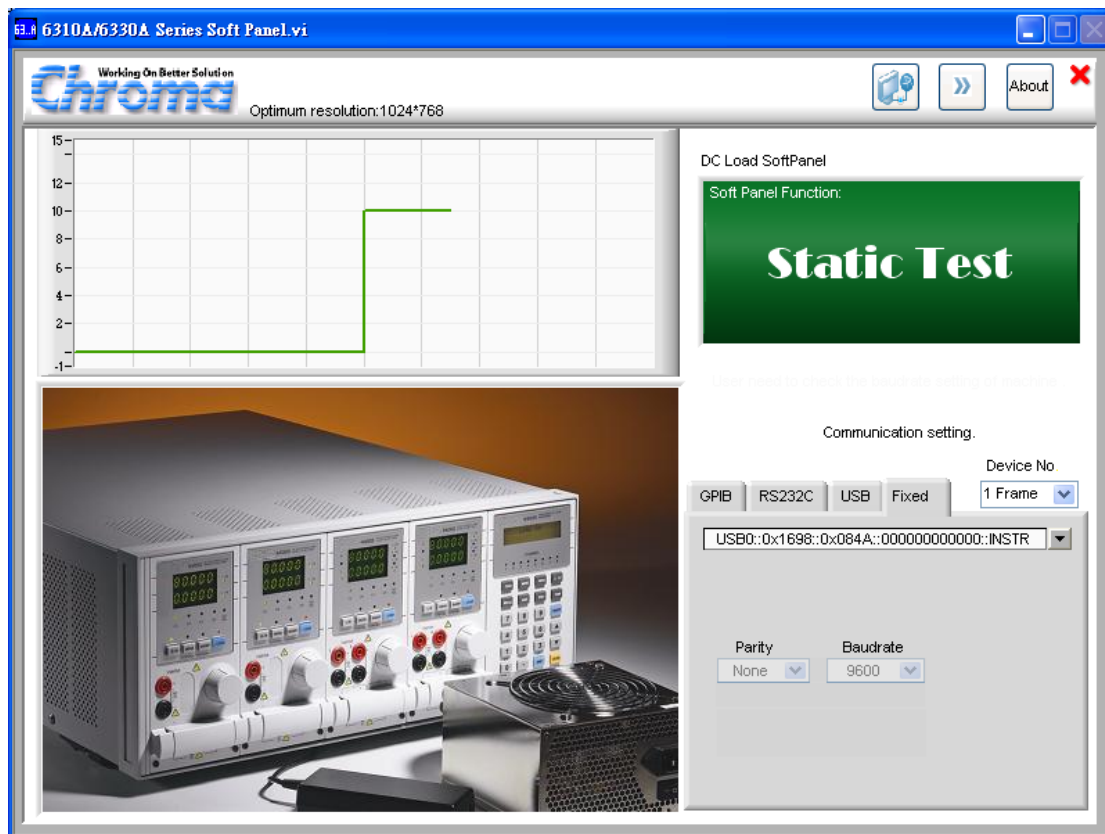 6310A/6330A Series Soft Panel.vi
Working On Better Solution
Chroma
Optimum resolution:1024*768
»
About
15
12
10
8
6
4
2
-1
DC Load SoftPanel
Soft Panel Function:
Static Test
Communication setting.
Device No
GPIB RS232C USB Fixed
1 Frame
USB0::0x1698::0x084A::000000000000::INSTR
Parity Baudrate
None 9600